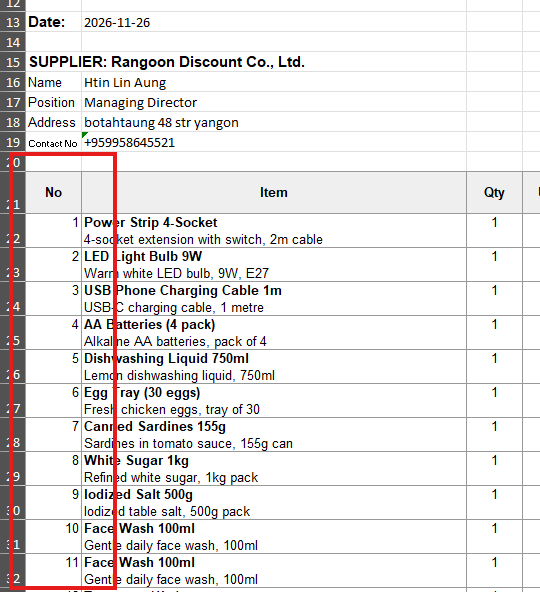 12
13 Date: 2026-11-26
14
15 SUPPLIER: Rangoon Discount Co., Ltd.
16 Name Htin Lin Aung
17 Position Managing Director
18 Address botahtaung 48 str yangon
19 Contact No +959958645521
20
21 No Item Qty
22 1 Power Strip 4-Socket 1
4-socket extension with switch, 2m cable
23 2 LED Light Bulb 9W 1
Warm white LED bulb, 9W, E27
24 3 USB Phone Charging Cable 1m 1
USB-C charging cable, 1 metre
25 4 AA Batteries (4 pack) 1
Alkaline AA batteries, pack of 4
26 5 Dishwashing Liquid 750ml 1
Lemon dishwashing liquid, 750ml
27 6 Egg Tray (30 eggs) 1
Fresh chicken eggs, tray of 30
28 7 Canned Sardines 155g 1
Sardines in tomato sauce, 155g can
29 8 White Sugar 1kg 1
Refined white sugar, 1kg pack
30 9 Iodized Salt 500g 1
Iodized table salt, 500g pack
31 10 Face Wash 100ml 1
Gentle daily face wash, 100ml
32 11 Face Wash 100ml 1
Gentle daily face wash, 100ml